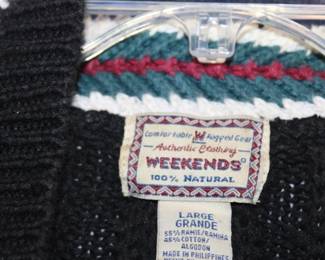 Comfortable W Rugged Gear
Authentic Clothing
WEEKENDS
100% NATURAL
LARGE
GRANDE
55% RAMIE/RAMIA
45% COTTON/
ALGODON
MADE IN PHILIPPINES